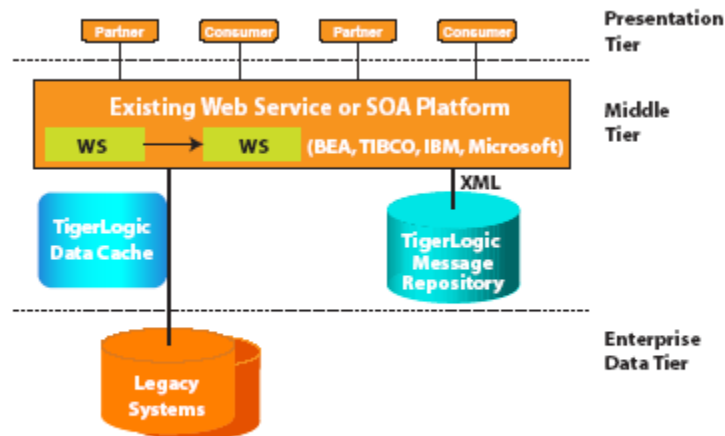 Partner
Consumer
Partner
Consumer
Presentation
Tier
Existing Web Service or SOA Platform
WS
WS
(BEA, TIBCO, IBM, Microsoft)
Middle
Tier
XML
TigerLogic
Data Cache
TigerLogic
Message
Repository
Enterprise
Data Tier
Legacy
Systems